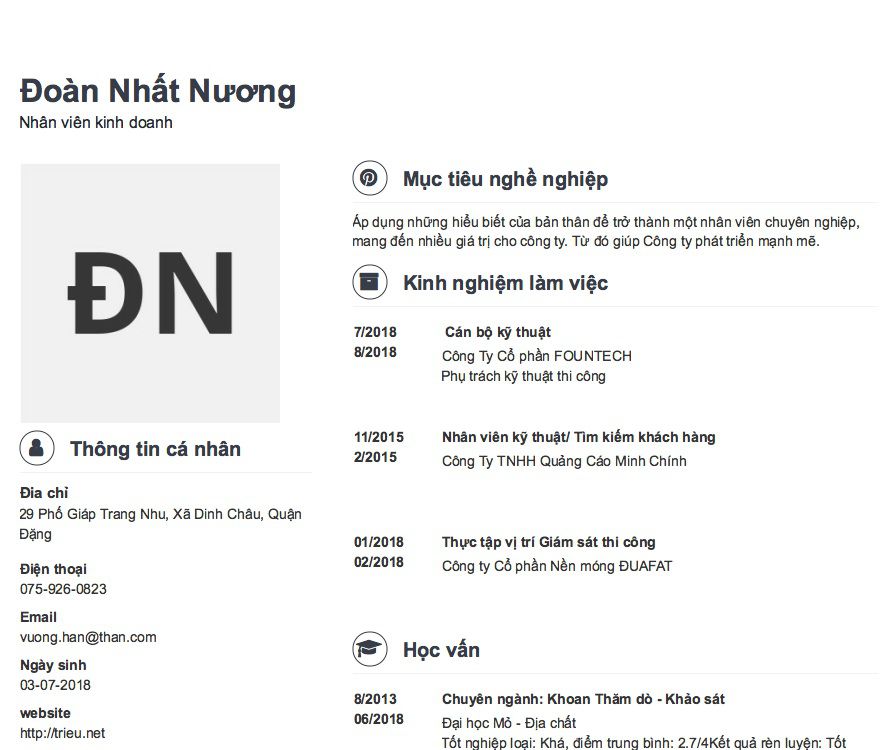 Đoàn Nhất Nương
Nhân viên kinh doanh
ĐN
Thông tin cá nhân
Đia chỉ
29 Phố Giáp Trang Nhu, Xã Dinh Châu, Quận
Đặng
Điện thoại
075-926-0823
Email
vuong.han@than.com
Ngày sinh
03-07-2018
website
http://trieu.net
Mục tiêu nghề nghiệp
Áp dụng những hiểu biết của bản thân để trở thành một nhân viên chuyên nghiệp,
mang đến nhiều giá trị cho công ty. Từ đó giúp Công ty phát triển mạnh mẽ.
Kinh nghiệm làm việc
7/2018 Cán bộ kỹ thuật
8/2018 Công Ty Cổ phần FOUNTECH
Phụ trách kỹ thuật thi công
11/2015 Nhân viên kỹ thuật/ Tìm kiếm khách hàng
2/2015 Công Ty TNHH Quảng Cáo Minh Chính
01/2018 Thực tập vị trí Giám sát thi công
02/2018 Công ty Cổ phần Nền móng ĐUAFAT
Học vấn
8/2013 Chuyên ngành: Khoan Thăm dò - Khảo sát
06/2018 Đại học Mỏ - Địa chất
Tốt nghiệp loại: Khá, điểm trung bình: 2.7/4Kết quả rèn luyện: Tốt